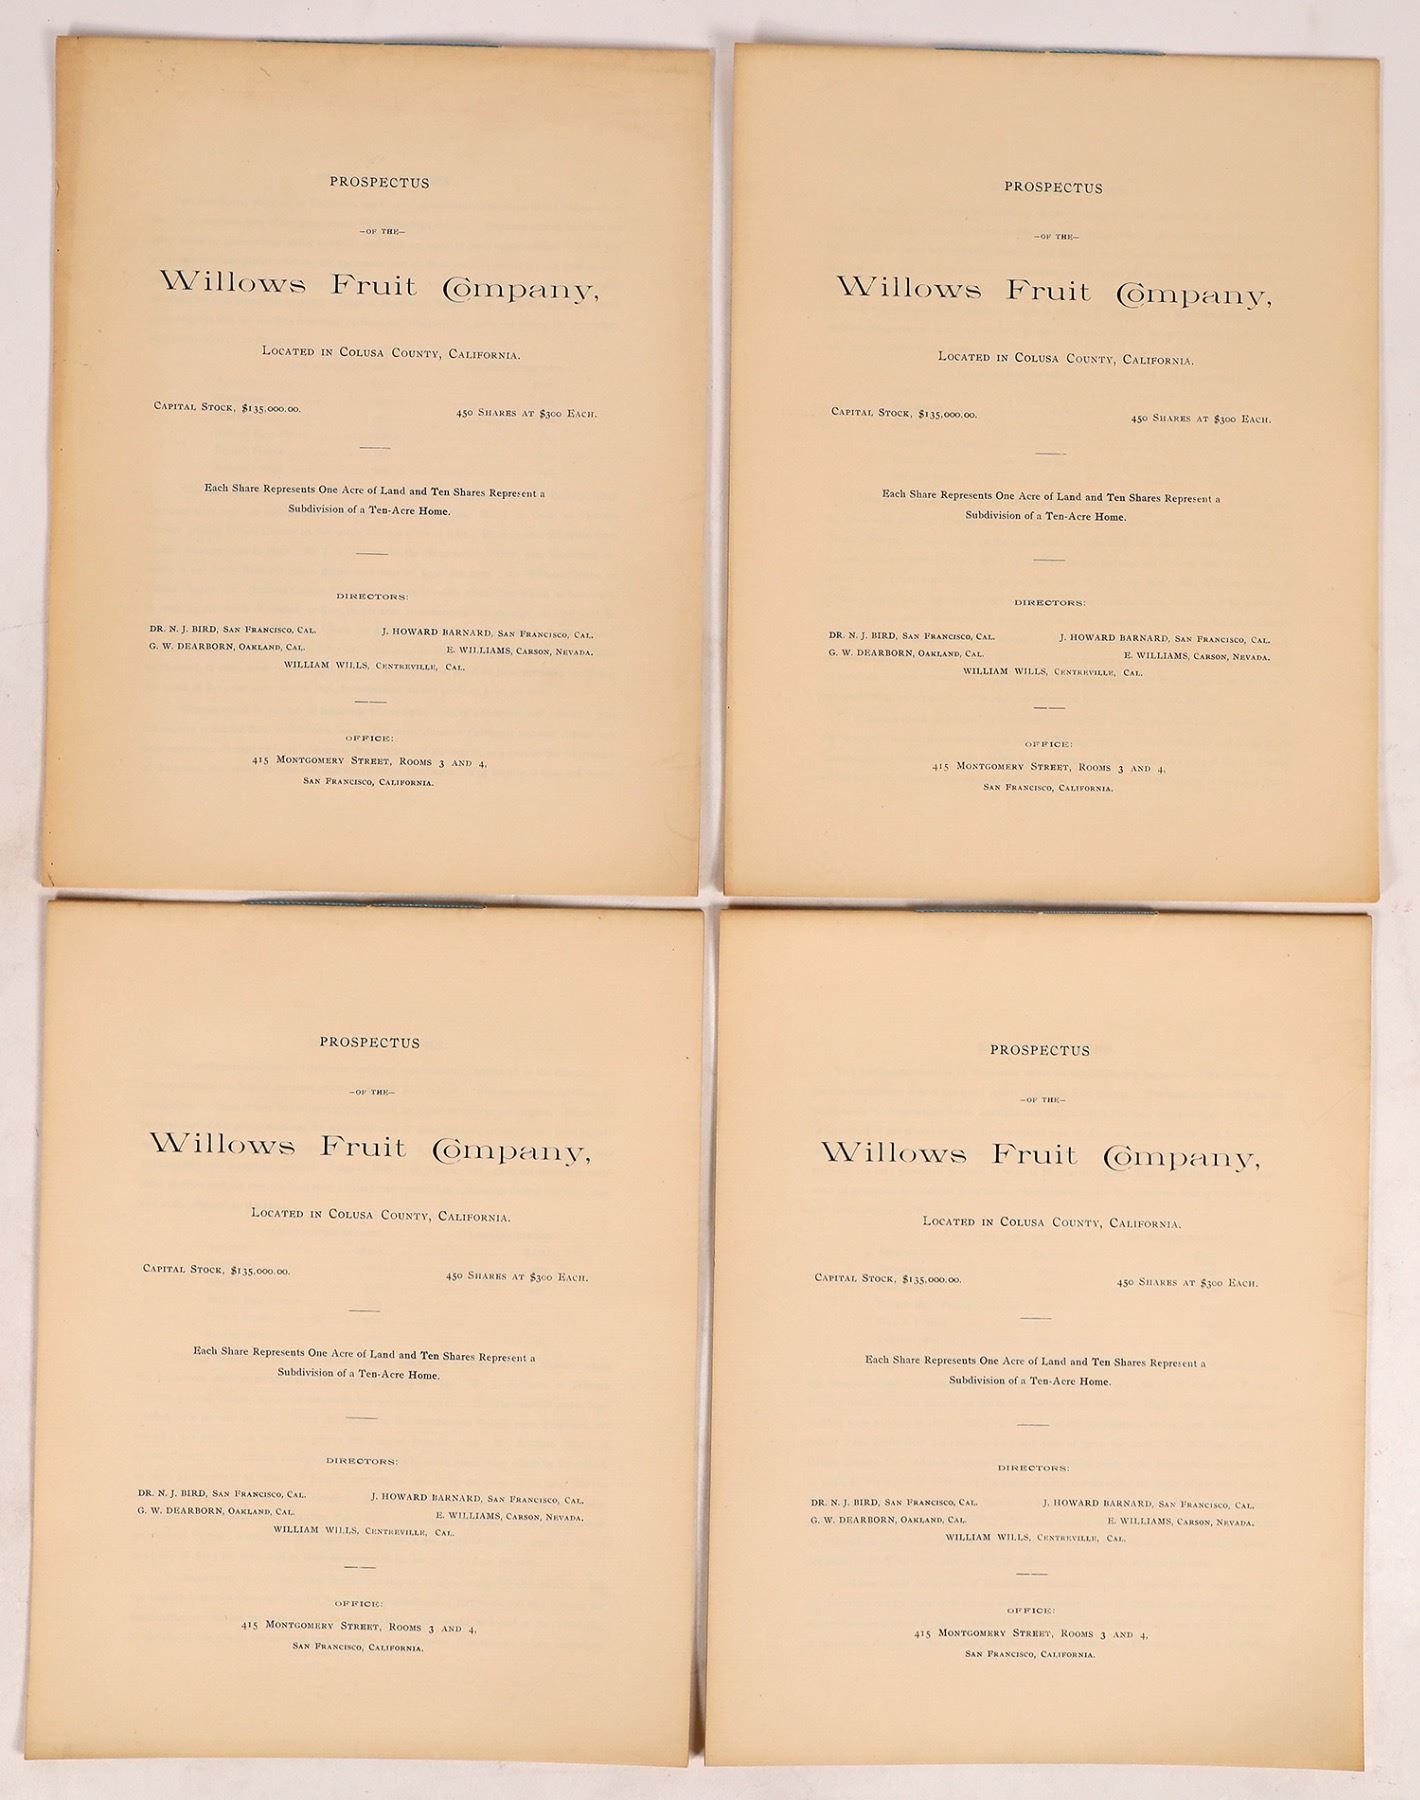 PROSPECTUS
—OF THE—
Willows Fruit Company,
LOCATED IN COLUSA COUNTY, CALIFORNIA.
CAPITAL STOCK, $135,000.00. 450 SHARES AT $300 EACH.
Each Share Represents One Acre of Land and Ten Shares Represent a
Subdivision of a Ten-Acre Home.
DIRECTORS:
DR. N. J. BIRD, SAN FRANCISCO, CAL. J. HOWARD BARNARD, SAN FRANCISCO, CAL.
G. W. DEARBORN, OAKLAND, CAL. E. WILLIAMS, CARSON, NEVADA.
WILLIAM WILLS, CENTREVILLE, CAL.
OFFICE:
415 MONTGOMERY STREET, ROOMS 3 AND 4,
SAN FRANCISCO, CALIFORNIA.
PROSPECTUS
—OF THE—
Willows Fruit Company,
LOCATED IN COLUSA COUNTY, CALIFORNIA.
CAPITAL STOCK, $135,000.00. 450 SHARES AT $300 EACH.
Each Share Represents One Acre of Land and Ten Shares Represent a
Subdivision of a Ten-Acre Home.
DIRECTORS:
DR. N. J. BIRD, SAN FRANCISCO, CAL. J. HOWARD BARNARD, SAN FRANCISCO, CAL.
G. W. DEARBORN, OAKLAND, CAL. E. WILLIAMS, CARSON, NEVADA.
WILLIAM WILLS, CENTREVILLE, CAL.
OFFICE:
415 MONTGOMERY STREET, ROOMS 3 AND 4,
SAN FRANCISCO, CALIFORNIA.
PROSPECTUS
—OF THE—
Willows Fruit Company,
LOCATED IN COLUSA COUNTY, CALIFORNIA.
CAPITAL STOCK, $135,000.00. 450 SHARES AT $300 EACH.
Each Share Represents One Acre of Land and Ten Shares Represent a
Subdivision of a Ten-Acre Home.
DIRECTORS:
DR. N. J. BIRD, SAN FRANCISCO, CAL. J. HOWARD BARNARD, SAN FRANCISCO, CAL.
G. W. DEARBORN, OAKLAND, CAL. E. WILLIAMS, CARSON, NEVADA.
WILLIAM WILLS, CENTREVILLE, CAL.
OFFICE:
415 MONTGOMERY STREET, ROOMS 3 AND 4,
SAN FRANCISCO, CALIFORNIA.
PROSPECTUS
—OF THE—
Willows Fruit Company,
LOCATED IN COLUSA COUNTY, CALIFORNIA.
CAPITAL STOCK, $135,000.00. 450 SHARES AT $300 EACH.
Each Share Represents One Acre of Land and Ten Shares Represent a
Subdivision of a Ten-Acre Home.
DIRECTORS:
DR. N. J. BIRD, SAN FRANCISCO, CAL. J. HOWARD BARNARD, SAN FRANCISCO, CAL.
G. W. DEARBORN, OAKLAND, CAL. E. WILLIAMS, CARSON, NEVADA.
WILLIAM WILLS, CENTREVILLE, CAL.
OFFICE:
415 MONTGOMERY STREET, ROOMS 3 AND 4,
SAN FRANCISCO, CALIFORNIA.